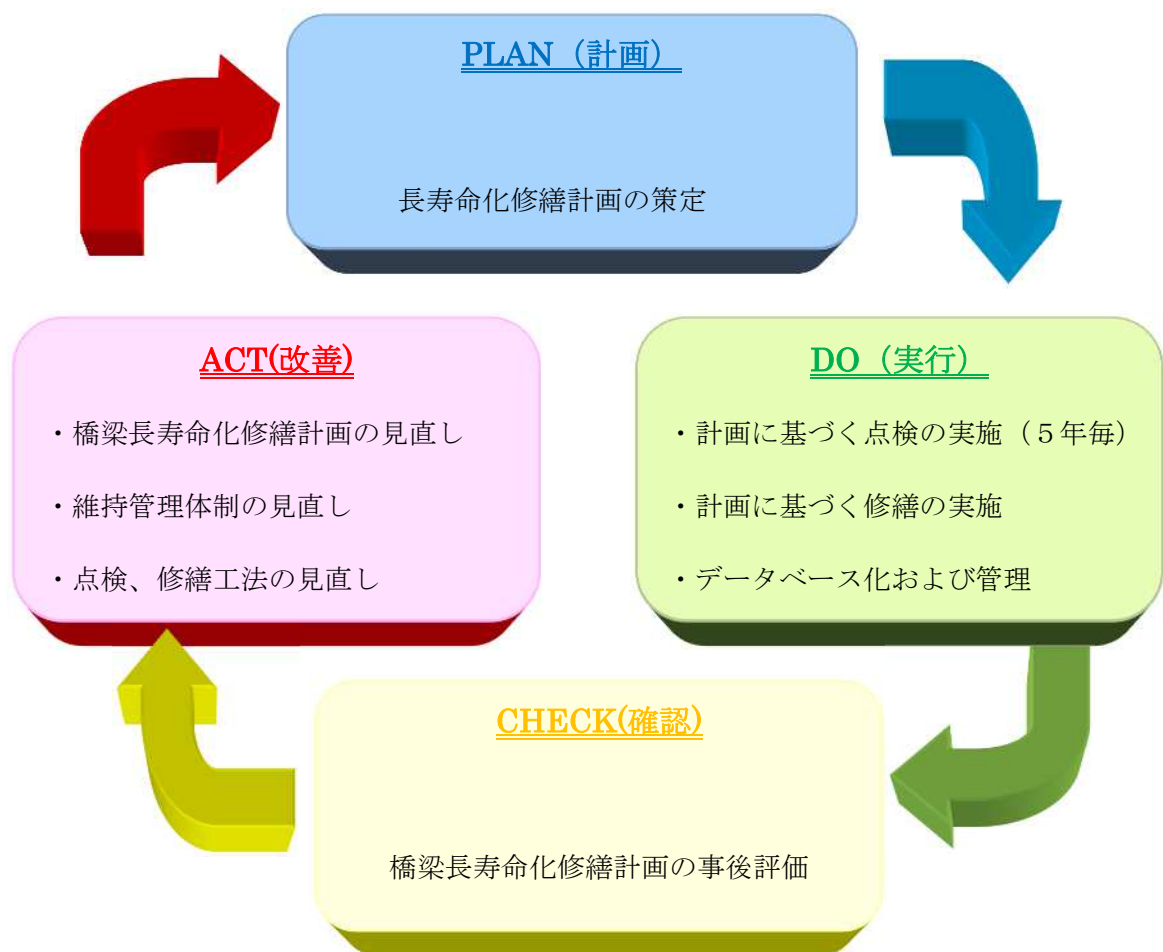 PLAN（計画）
長寿命化修繕計画の策定
ACT(改善)
・橋梁長寿命化修繕計画の見直し
・維持管理体制の見直し
・点検、修繕工法の見直し
DO（実行）
・計画に基づく点検の実施（５年毎）
・計画に基づく修繕の実施
・データベース化および管理
CHECK(確認)
橋梁長寿命化修繕計画の事後評価